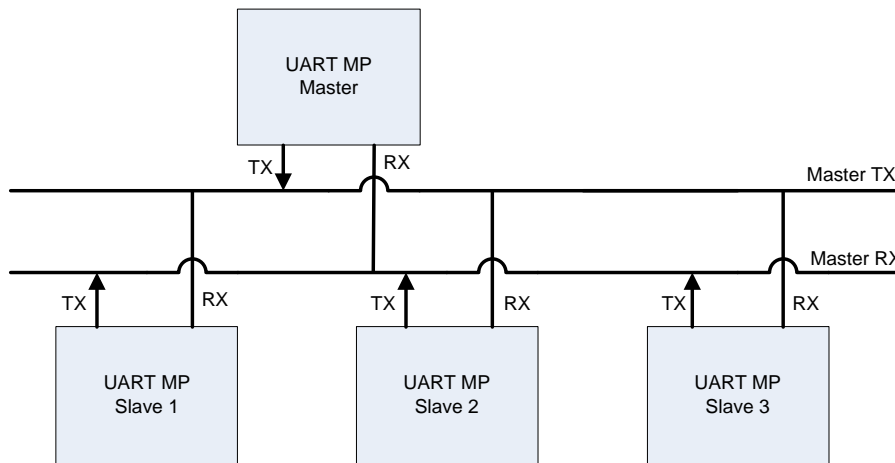 UART MP
Master
TX
RX
Master TX
Master RX
TX
RX
TX
RX
TX
RX
UART MP
Slave 1
UART MP
Slave 2
UART MP
Slave 3